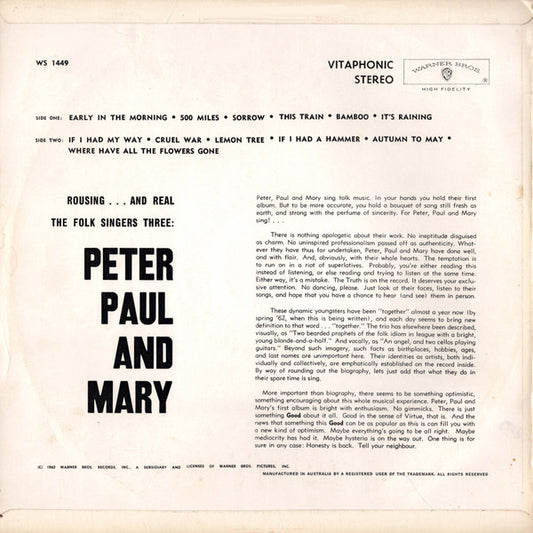 WS 1449
VITAPHONIC
STEREO
WARNER BROS.
HIGH FIDELITY
SIDE ONE: EARLY IN THE MORNING • 500 MILES • SORROW • THIS TRAIN • BAMBOO • IT'S RAINING
SIDE TWO: IF I HAD MY WAY • CRUEL WAR • LEMON TREE • IF I HAD A HAMMER • AUTUMN TO MAY •
WHERE HAVE ALL THE FLOWERS GONE
ROUSING . . . AND REAL
THE FOLK SINGERS THREE:
PETER
PAUL
AND
MARY
Peter, Paul and Mary sing folk music. In your hands you hold their first
album. But to be more accurate, you hold a bouquet of song still fresh as
earth, and strong with the perfume of sincerity. For Peter, Paul and Mary
sing! . . .
There is nothing apologetic about their work. No ineptitude disguised
as charm. No uninspired professionalism passed off as authenticity. What-
ever they have thus far undertaken, Peter, Paul and Mary have done well,
and with flair. And, obviously, with their whole hearts. The temptation is
to run on in a riot of superlatives. Probably, you're either reading this
instead of listening, or else reading and trying to listen at the same time.
Either way, it's a mistake. The Truth is on the record. It deserves your exclu-
sive attention. No dancing, please. Just look at their faces, listen to their
songs, and hope that you have a chance to hear (and see) them in person.
These dynamic youngsters have been "together" almost a year now (by
spring '62, when this is being written), and each day seems to bring new
definition to that word . . . "together." The trio has elsewhere been described,
visually, as "Two bearded prophets of the folk idiom in league with a bright,
young blonde-and-a-half." And vocally, as "An angel, and two cellos playing
guitars." Beyond such imagery, such facts as birthplaces, hobbies, ages,
and last names are unimportant here. Their identities as artists, both indi-
vidually and collectively, are emphatically established on the record inside.
By way of rounding out the biography, lets just add that what they do in
their spare time is sing.
More important than biography, there seems to be something optimistic,
something encouraging about this whole musical experience. Peter, Paul and
Mary's first album is bright with enthusiasm. No gimmicks. There is just
something Good about it all. Good in the sense of Virtue, that is. And the
news that something this Good can be as popular as this is can fill you with
a new kind of optimism. Maybe everything's going to be all right. Maybe
mediocrity has had it. Maybe hysteria is on the way out. One thing is for
sure in any case: Honesty is back. Tell your neighbour.
(C) 1962 WARNER BROS. RECORDS, INC., A SUBSIDIARY AND LICENSEE OF WARNER BROS. PICTURES, INC.
MANUFACTURED IN AUSTRALIA BY A REGISTERED USER OF THE TRADEMARK. ALL RIGHTS RESERVED